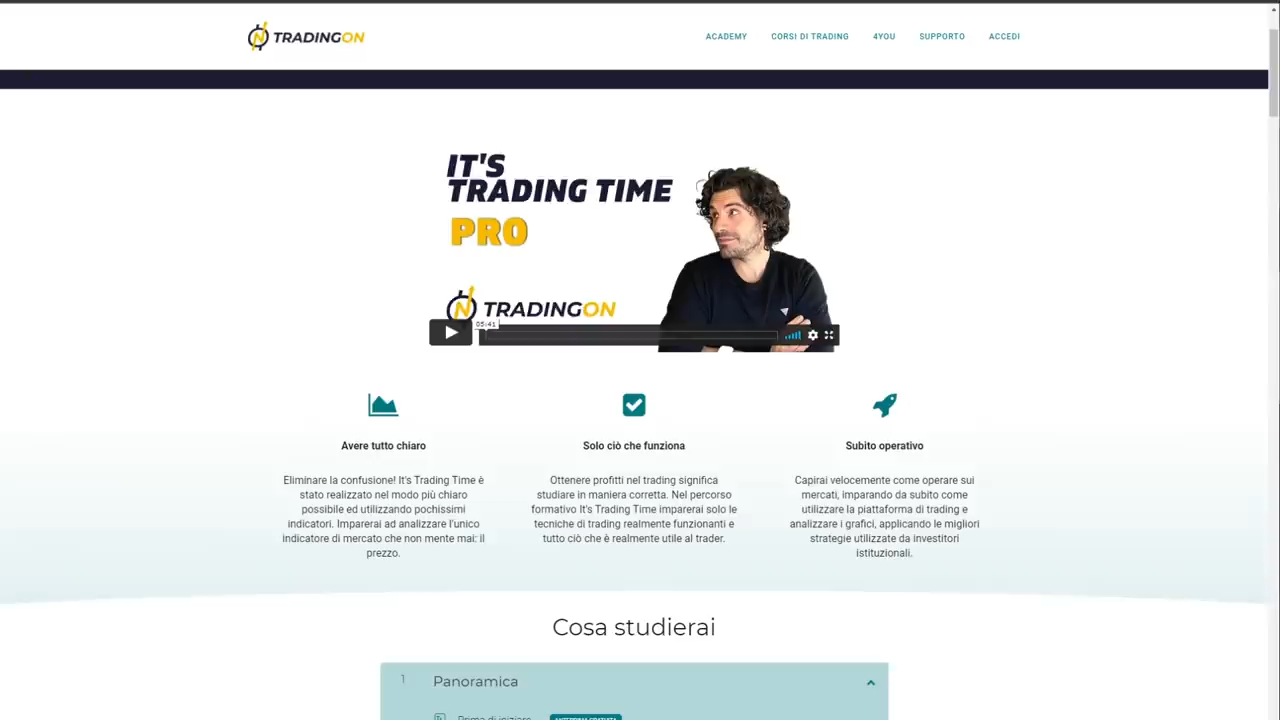 TRADINGON
ACADEMY CORSI DI TRADING 4YOU SUPPORTO ACCEDI
IT'S
TRADING TIME
PRO
TRADINGON
05:41
Avere tutto chiaro
Eliminare la confusione! It's Trading Time è
stato realizzato nel modo più chiaro
possibile ed utilizzando pochissimi
indicatori. Imparerai ad analizzare l'unico
indicatore di mercato che non mente mai: il
prezzo.
Solo ciò che funziona
Ottenere profitti nel trading significa
studiare in maniera corretta. Nel percorso
formativo It's Trading Time imparerai solo le
tecniche di trading realmente funzionanti e
tutto ciò che è realmente utile al trader.
Subito operativo
Capirai velocemente come operare sui
mercati, imparando da subito come
utilizzare la piattaforma di trading e
analizzare i grafici, applicando le migliori
strategie utilizzate da investitori
istituzionali.
Cosa studierai
1 Panoramica
Prima di iniziare